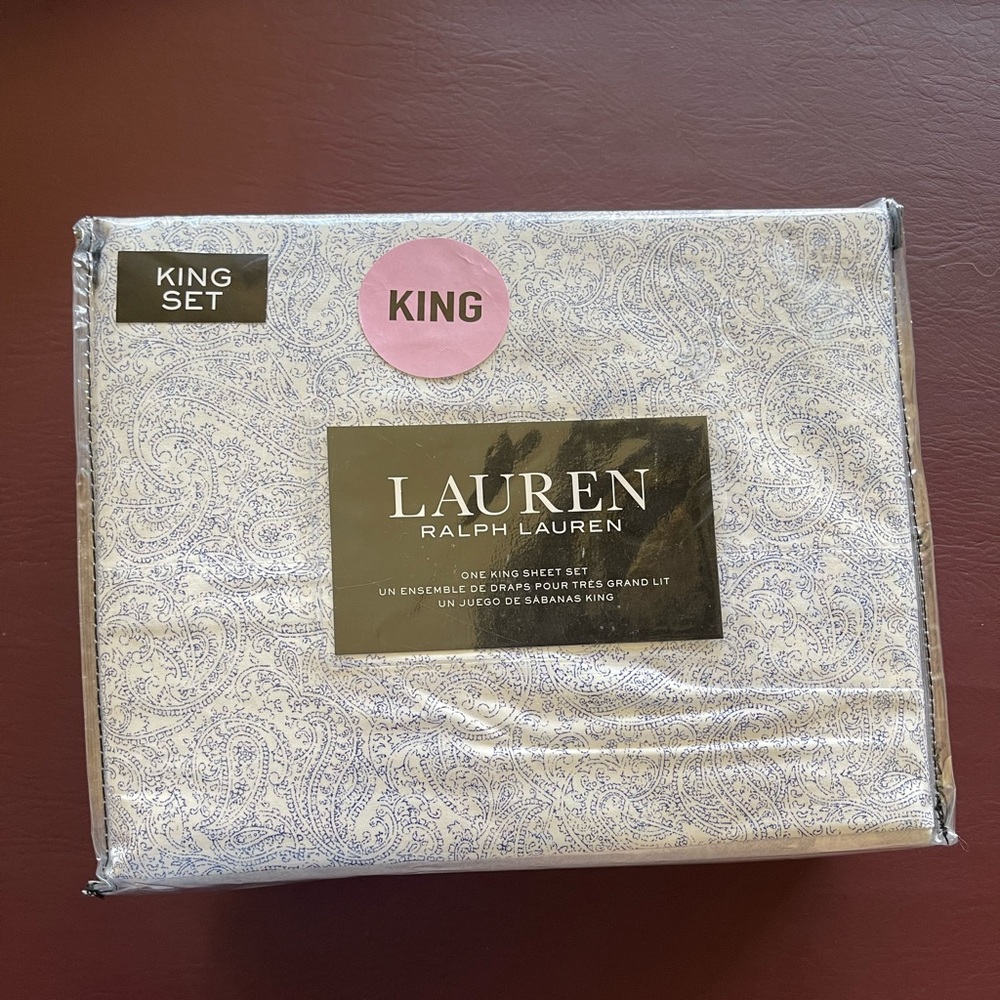 KING
SET
KING
LAUREN
RALPH LAUREN
ONE KING SHEET SET
UN ENSEMBLE DE DRAPS POUR TRÈS GRAND LIT
UN JUEGO DE SÁBANAS KING